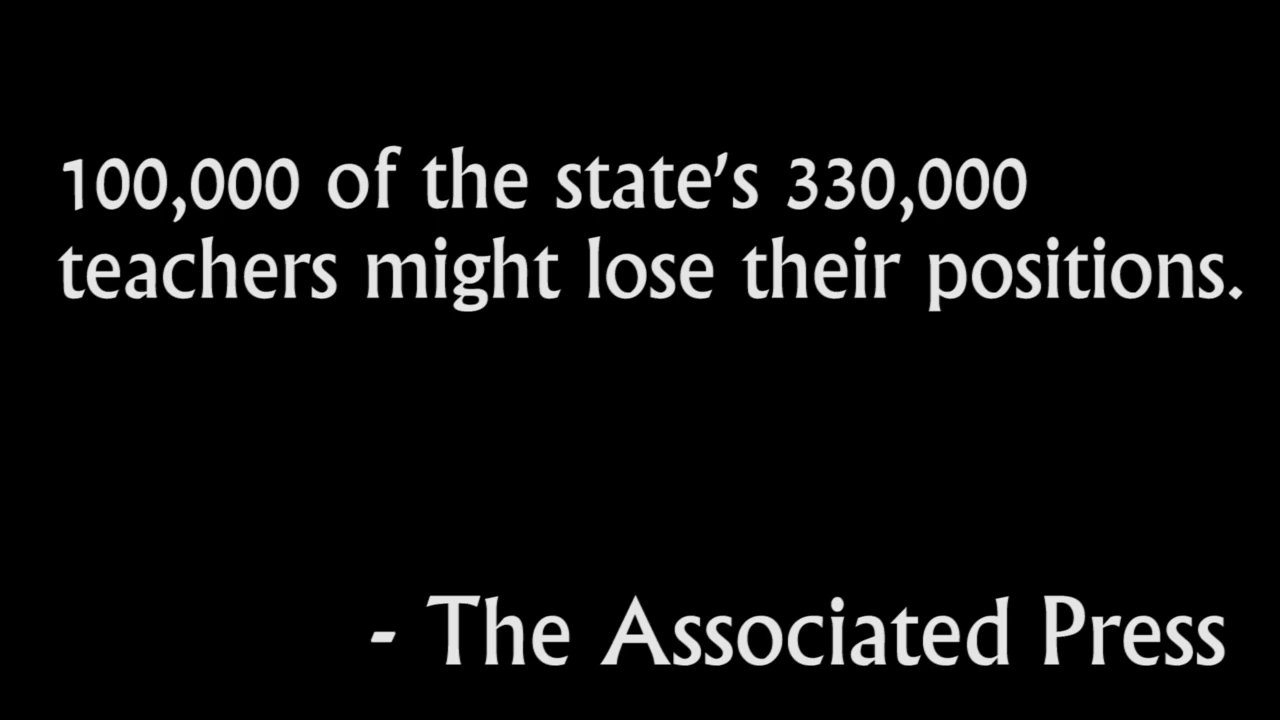 100,000 of the state's 330,000
teachers might lose their positions.
- The Associated Press